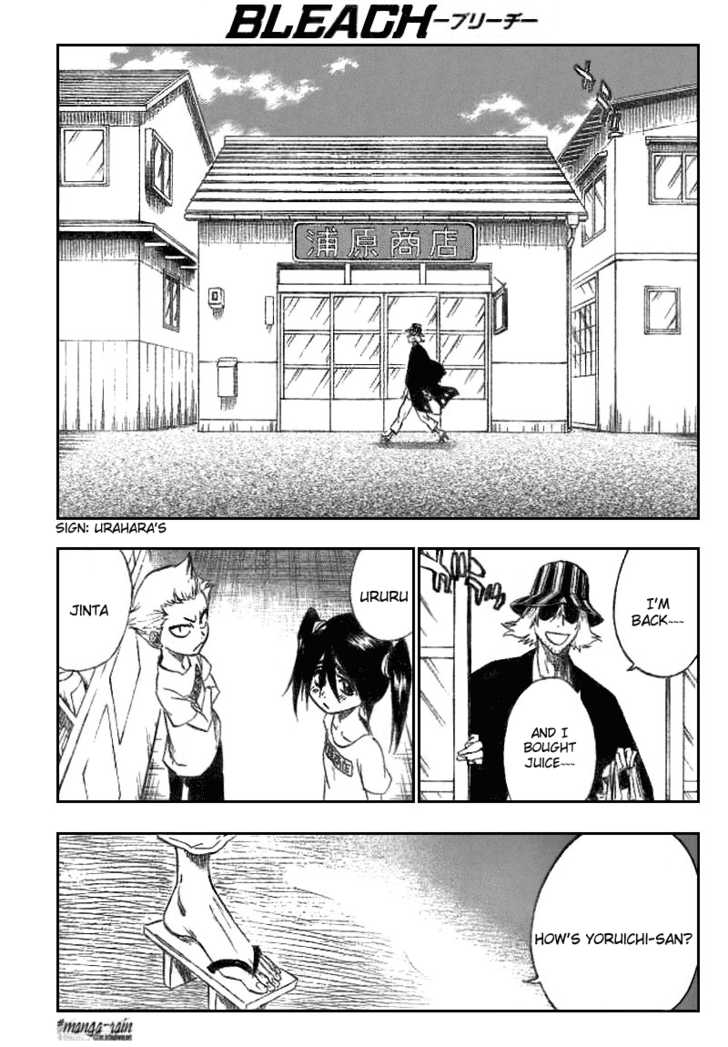 BLEACH —ブリーチ—
浦原商店
SIGN: URAHARA'S
I'M
BACK~~~
AND I
BOUGHT
JUICE~~~
URURU
JINTA
HOW'S YORUICHI-SAN?
#manga-rain